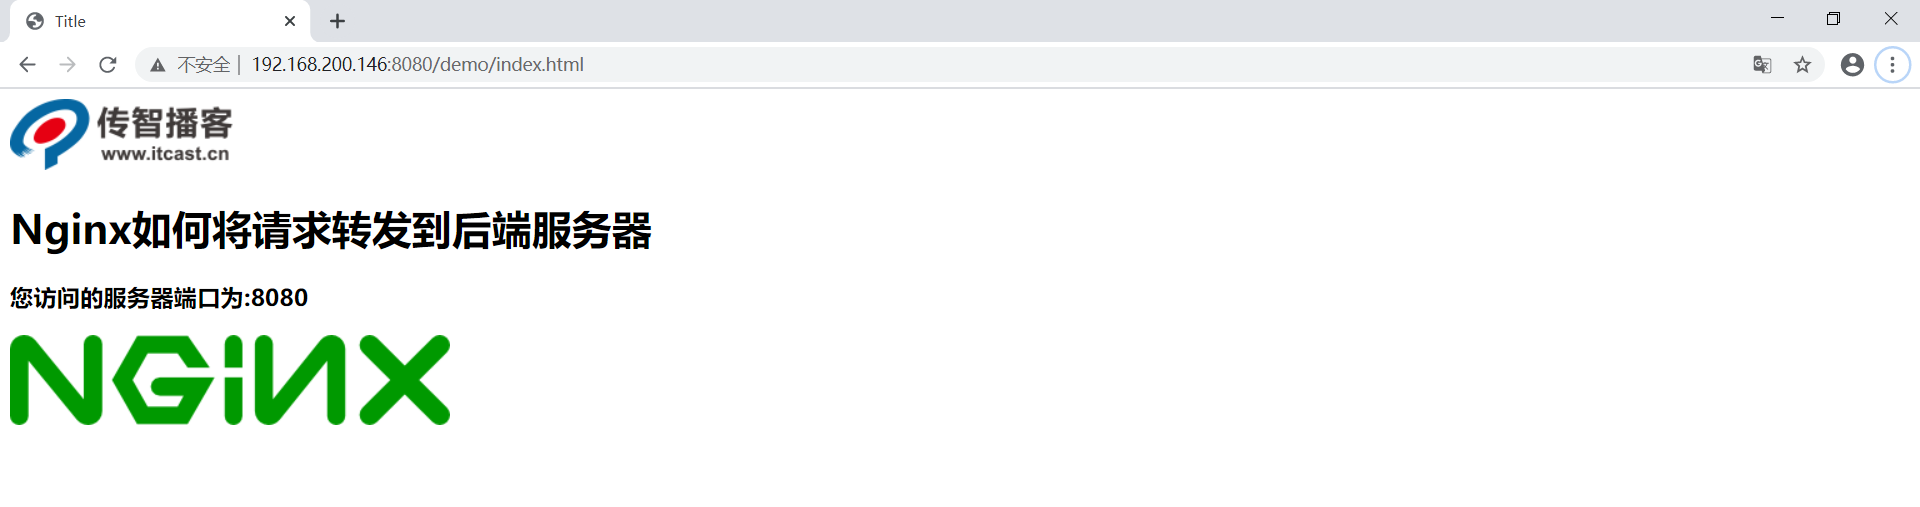 Title
不安全 | 192.168.200.146:8080/demo/index.html
传智播客
www.itcast.cn
Nginx如何将请求转发到后端服务器
您访问的服务器端口为:8080
NGiNX